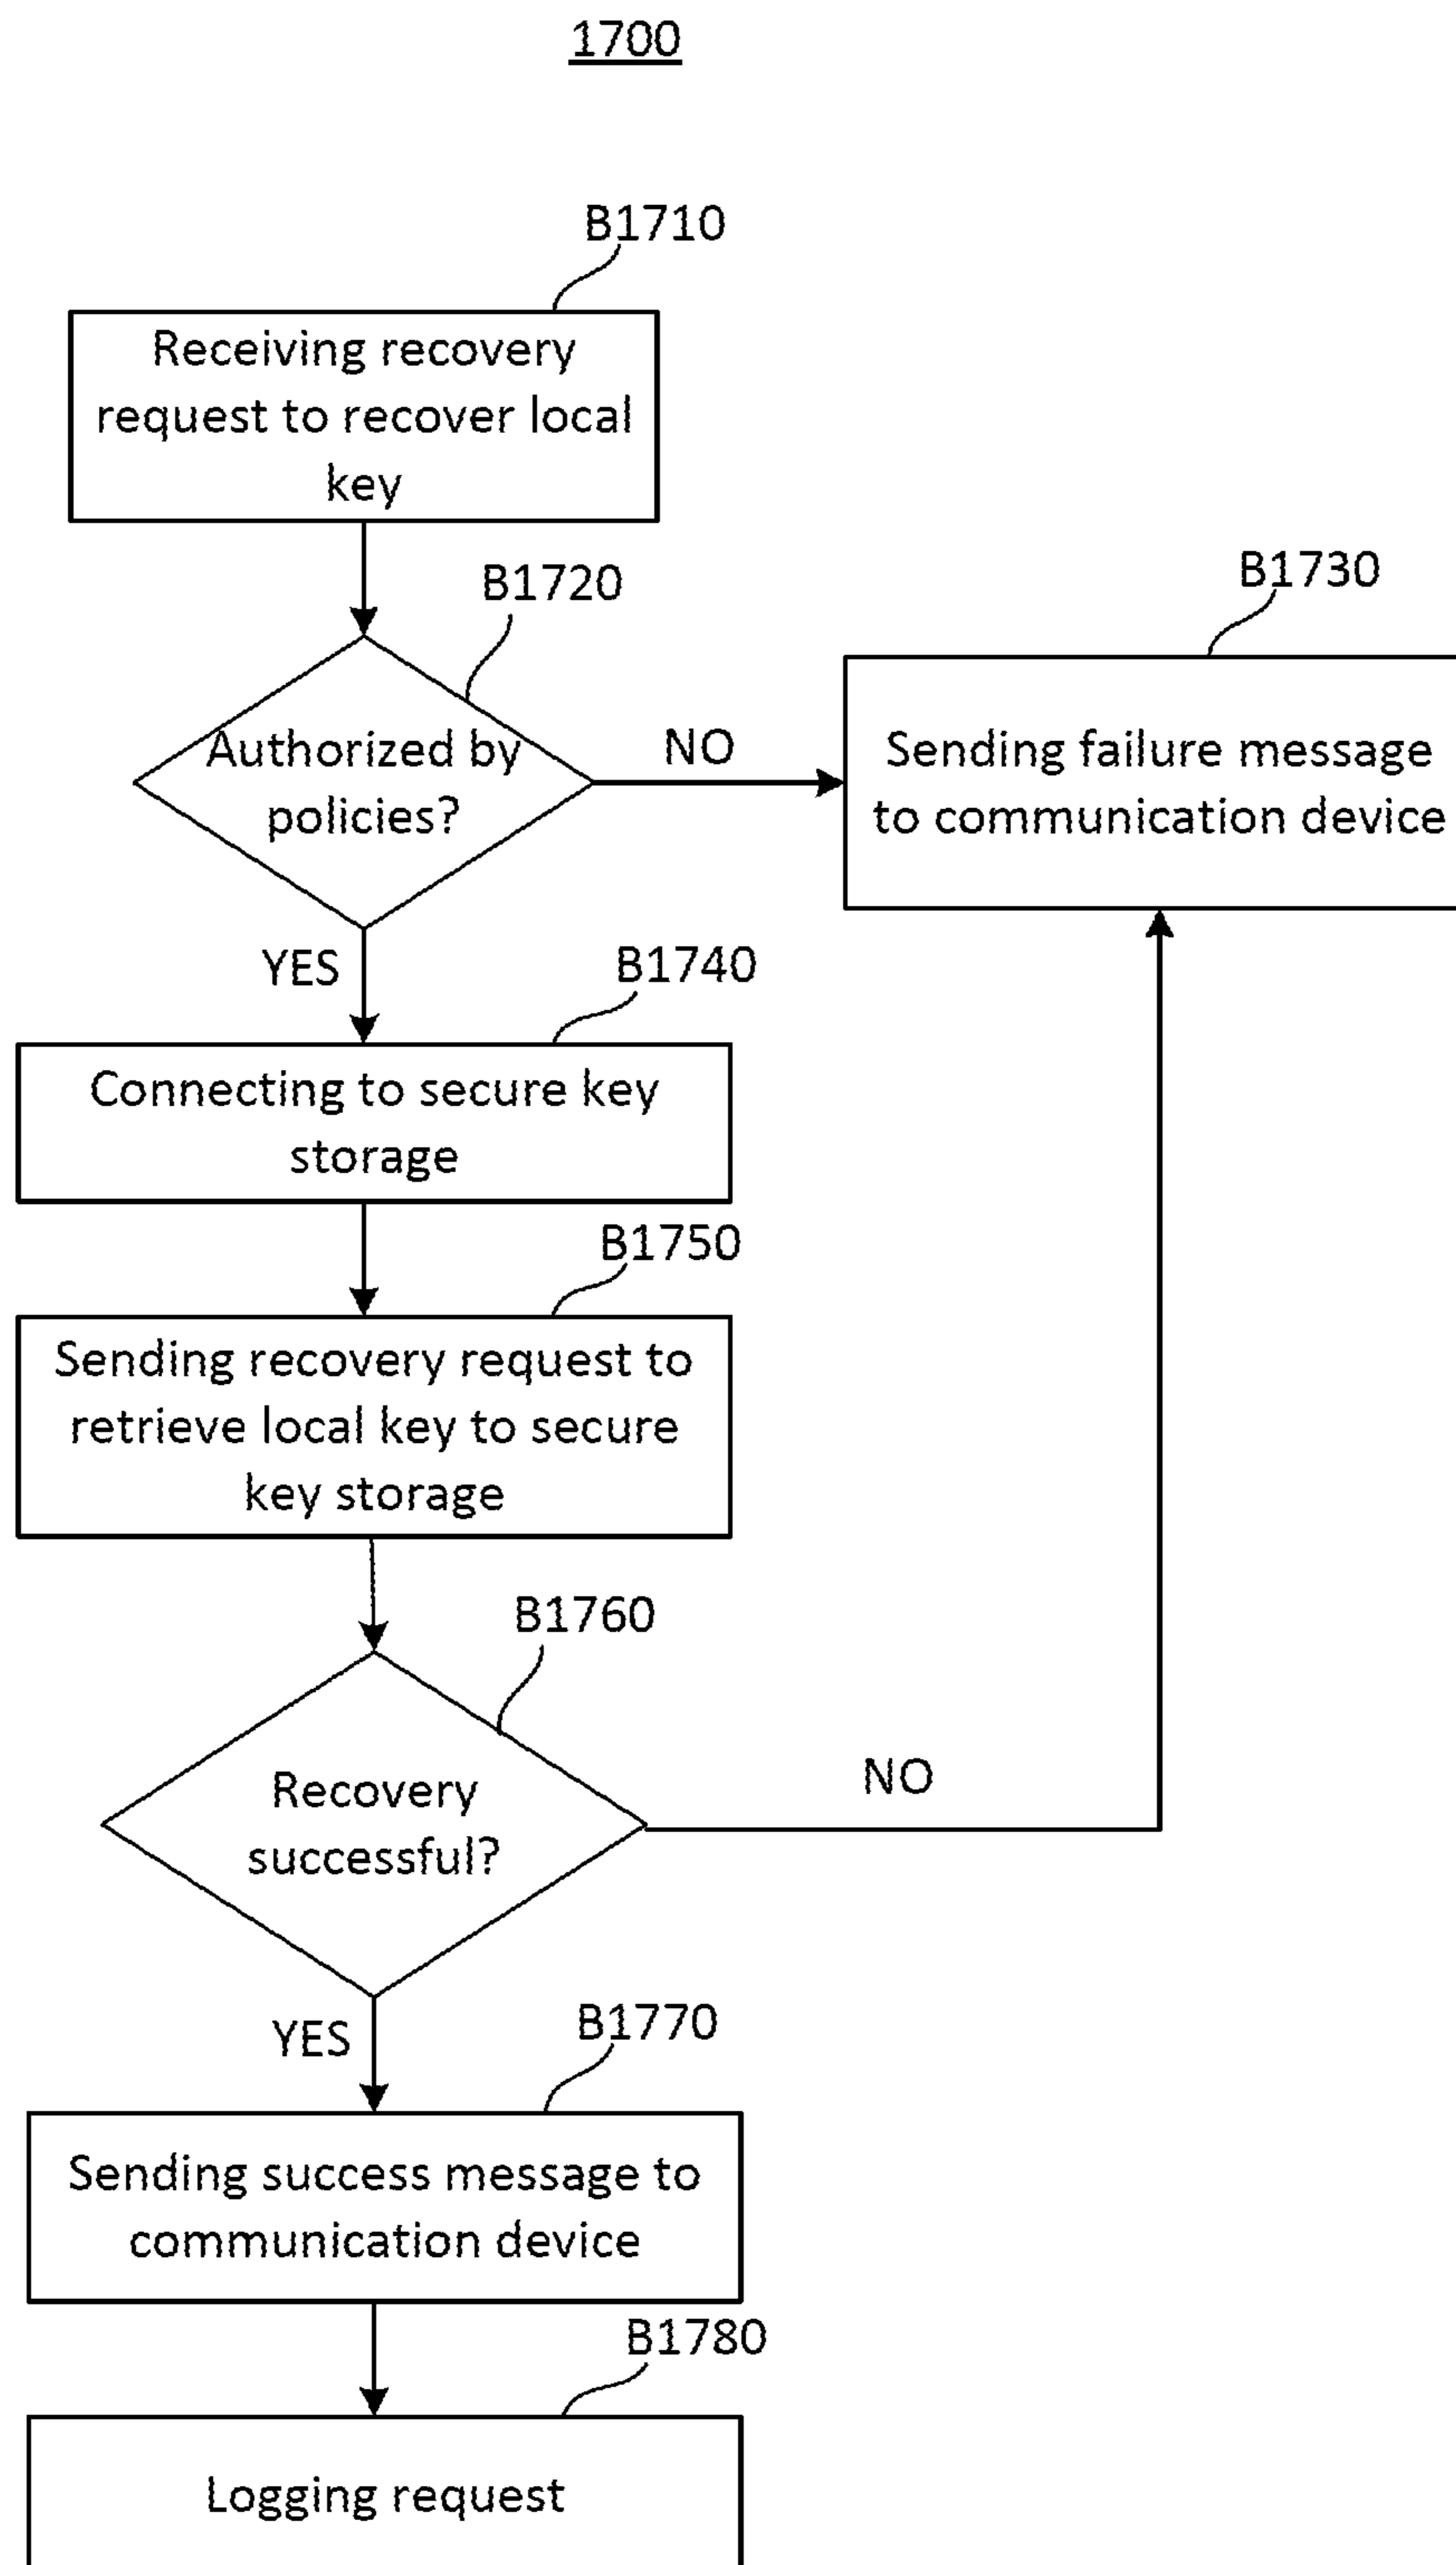 1700
B1710
Receiving recovery
request to recover local
key
B1720
Authorized by
policies?
NO
B1730
Sending failure message
to communication device
YES
B1740
Connecting to secure key
storage
B1750
Sending recovery request to
retrieve local key to secure
key storage
B1760
Recovery
successful?
NO
YES
B1770
Sending success message to
communication device
B1780
Logging request